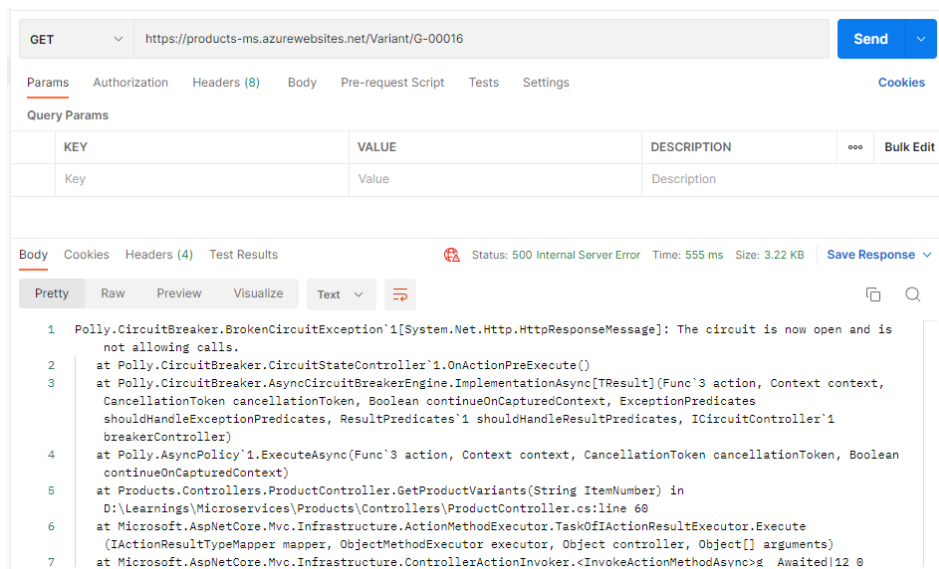 GET https://products-ms.azurewebsites.net/Variant/G-00016 Send
Params Authorization Headers (8) Body Pre-request Script Tests Settings Cookies
Query Params
KEY VALUE DESCRIPTION ooo Bulk Edit
Key Value Description
Body Cookies Headers (4) Test Results Status: 500 Internal Server Error Time: 555 ms Size: 3.22 KB Save Response
Pretty Raw Preview Visualize Text
1 Polly.CircuitBreaker.BrokenCircuitException`1[System.Net.Http.HttpResponseMessage]: The circuit is now open and is
not allowing calls.
2 at Polly.CircuitBreaker.CircuitStateController`1.OnActionPreExecute()
3 at Polly.CircuitBreaker.AsyncCircuitBreakerEngine.ImplementationAsync[TResult](Func`3 action, Context context,
CancellationToken cancellationToken, Boolean continueOnCapturedContext, ExceptionPredicates
shouldHandleExceptionPredicates, ResultPredicates`1 shouldHandleResultPredicates, ICircuitController`1
breakerController)
4 at Polly.AsyncPolicy`1.ExecuteAsync(Func`3 action, Context context, CancellationToken cancellationToken, Boolean
continueOnCapturedContext)
5 at Products.Controllers.ProductController.GetProductVariants(String ItemNumber) in
D:\Learnings\Microservices\Products\Controllers\ProductController.cs:line 60
6 at Microsoft.AspNetCore.Mvc.Infrastructure.ActionMethodExecutor.TaskOfIActionResultExecutor.Execute
(IActionResultTypeMapper mapper, ObjectMethodExecutor executor, Object controller, Object[] arguments)
7 at Microsoft.AspNetCore.Mvc.Infrastructure.ControllerActionInvoker.<InvokeActionMethodAsync>g Awaited|12 0